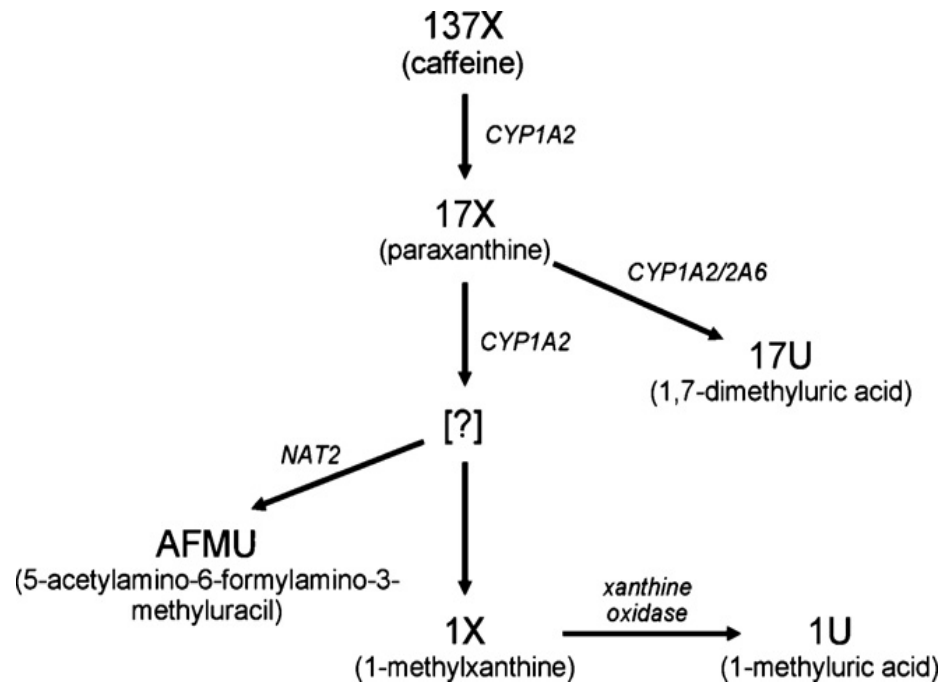 137X
(caffeine)
CYP1A2
17X
(paraxanthine)
CYP1A2/2A6
CYP1A2
17U
(1,7-dimethyluric acid)
[?]
NAT2
AFMU
(5-acetylamino-6-formylamino-3-
methyluracil)
xanthine
oxidase
1X
(1-methylxanthine)
1U
(1-methyluric acid)